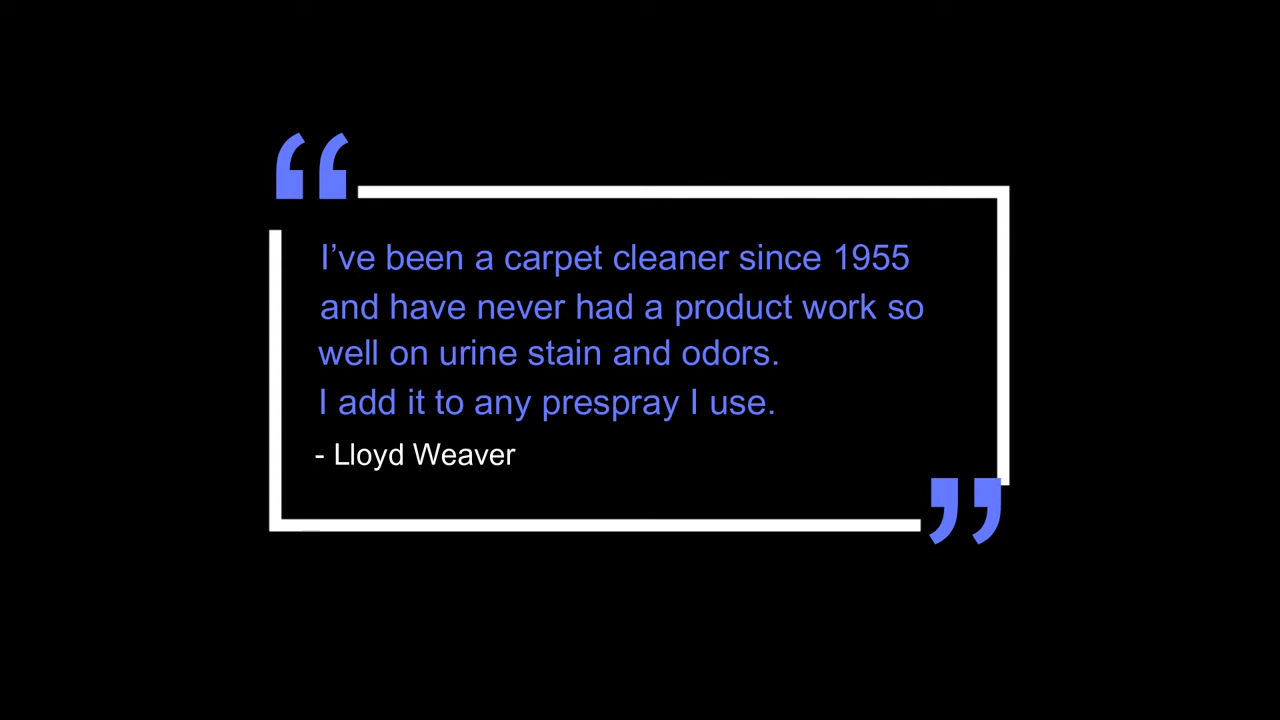 I’ve been a carpet cleaner since 1955
and have never had a product work so
well on urine stain and odors.
I add it to any prespray I use.
- Lloyd Weaver